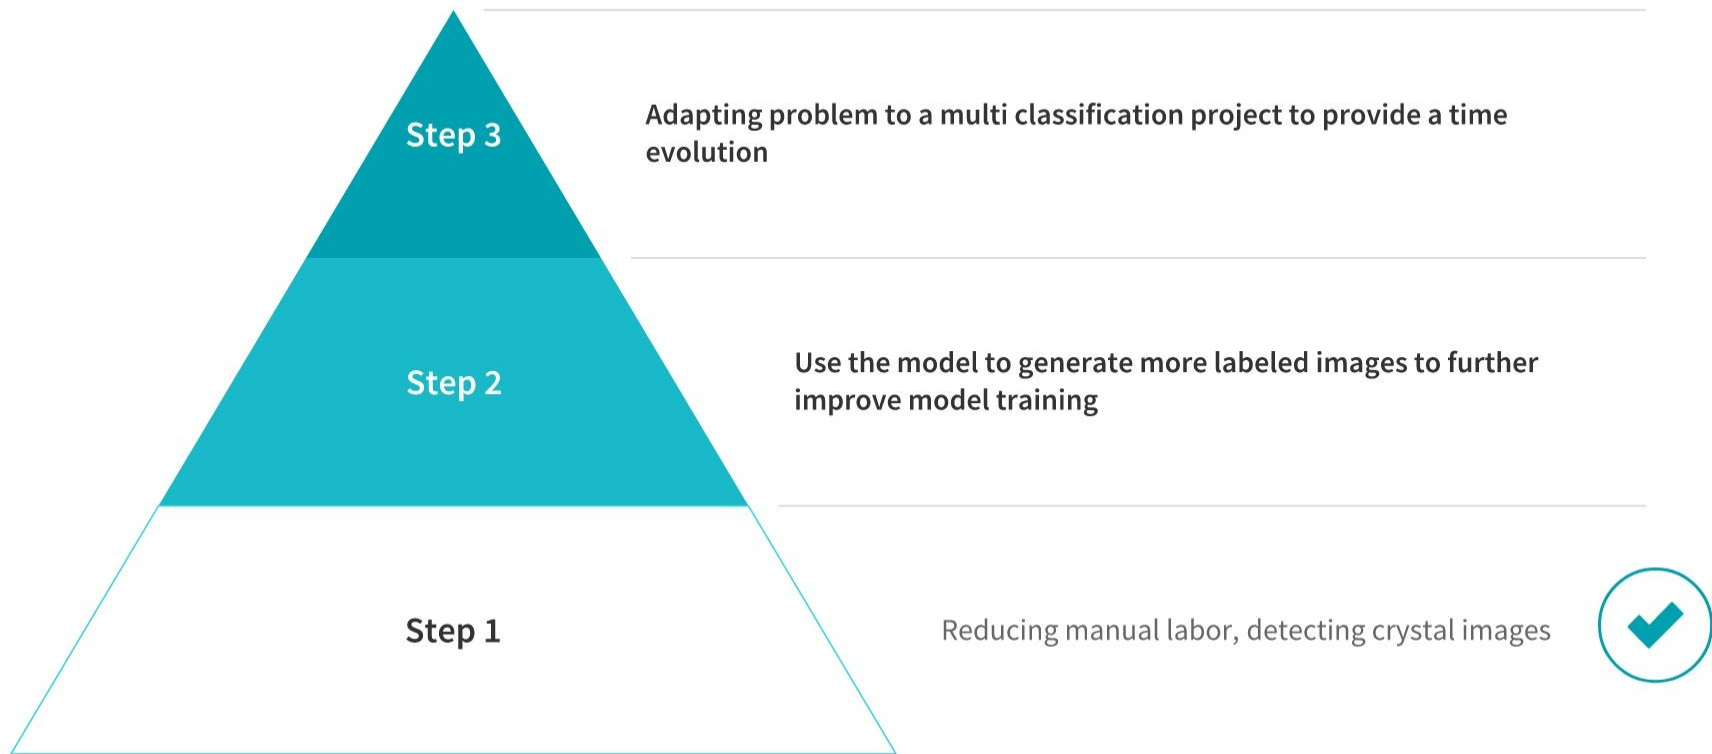 Step 3
Adapting problem to a multi classification project to provide a time
evolution
Step 2
Use the model to generate more labeled images to further
improve model training
Step 1
Reducing manual labor, detecting crystal images